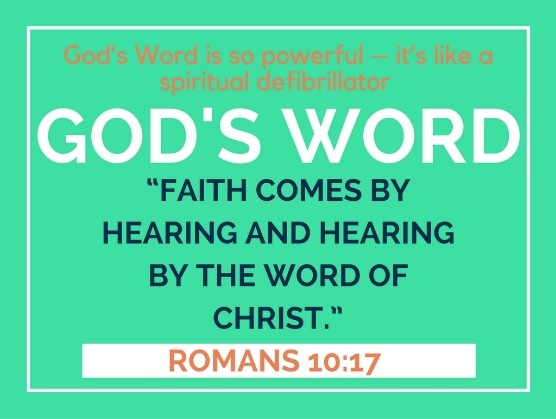 God's Word is so powerful — it's like a
spiritual defibrillator
GOD'S WORD
“FAITH COMES BY
HEARING AND HEARING
BY THE WORD OF
CHRIST.”
ROMANS 10:17